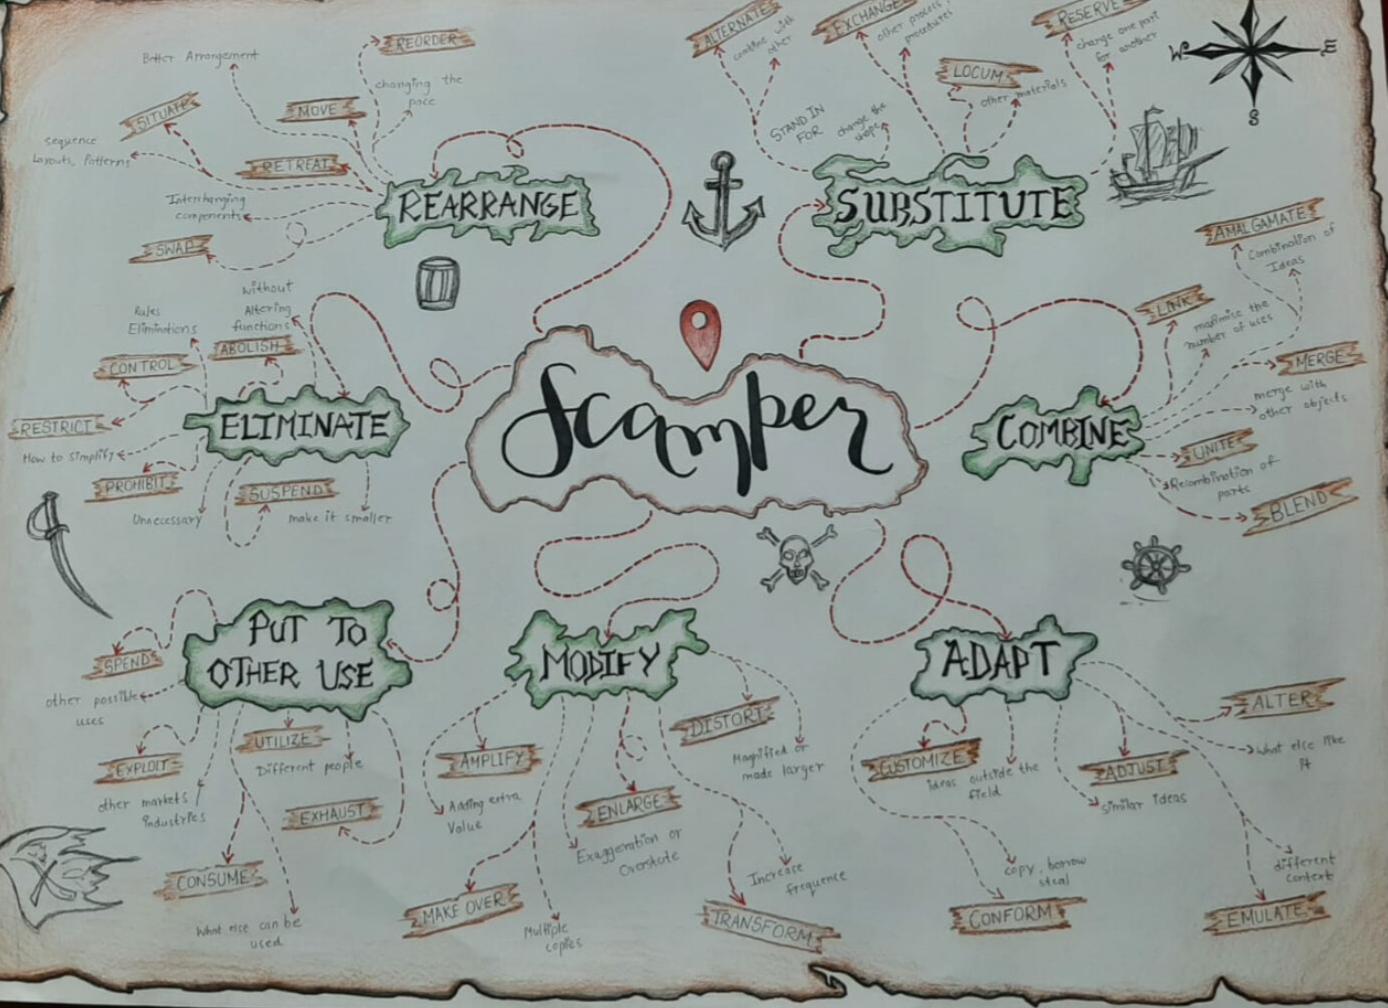 Scamper
SUBSTITUTE
ALTERNATE
combine with
other
EXCHANGE
other process/
procedures
RESERVE
change one part
for another
LOCUM
other materials
STAND IN
FOR
change the
shape
W
E
S
COMBINE
AMALGAMATE
Combination of
Ideas
LINK
maximise the
number of uses
MERGE
merge with
other objects
UNITE
Recombination of
parts
BLEND
ADAPT
ALTER
What else like
it
ADJUST
similar ideas
CUSTOMIZE
ideas outside the
field
copy, borrow
steal
CONFORM
different
context
EMULATE
MODIFY
DISTORT
Magnified or
made larger
AMPLIFY
Adding extra
Value
ENLARGE
Exaggeration or
Overstate
Increase
frequence
MAKE OVER
Multiple
copies
TRANSFORM
PUT TO
OTHER USE
SPEND
other possible
uses
UTILIZE
Different people
EXPLOIT
other markets
industries
EXHAUST
CONSUME
What else can be
used
ELIMINATE
without
Altering
functions
Rules
Eliminations
ABOLISH
CONTROL
RESTRICT
How to simplify
PROHIBIT
SUSPEND
Unnecessary
make it smaller
REARRANGE
REORDER
Better Arrangement
changing the
pace
MOVE
SITUATE
sequence
Layouts, Patterns
RETREAT
Interchanging
components
SWAP